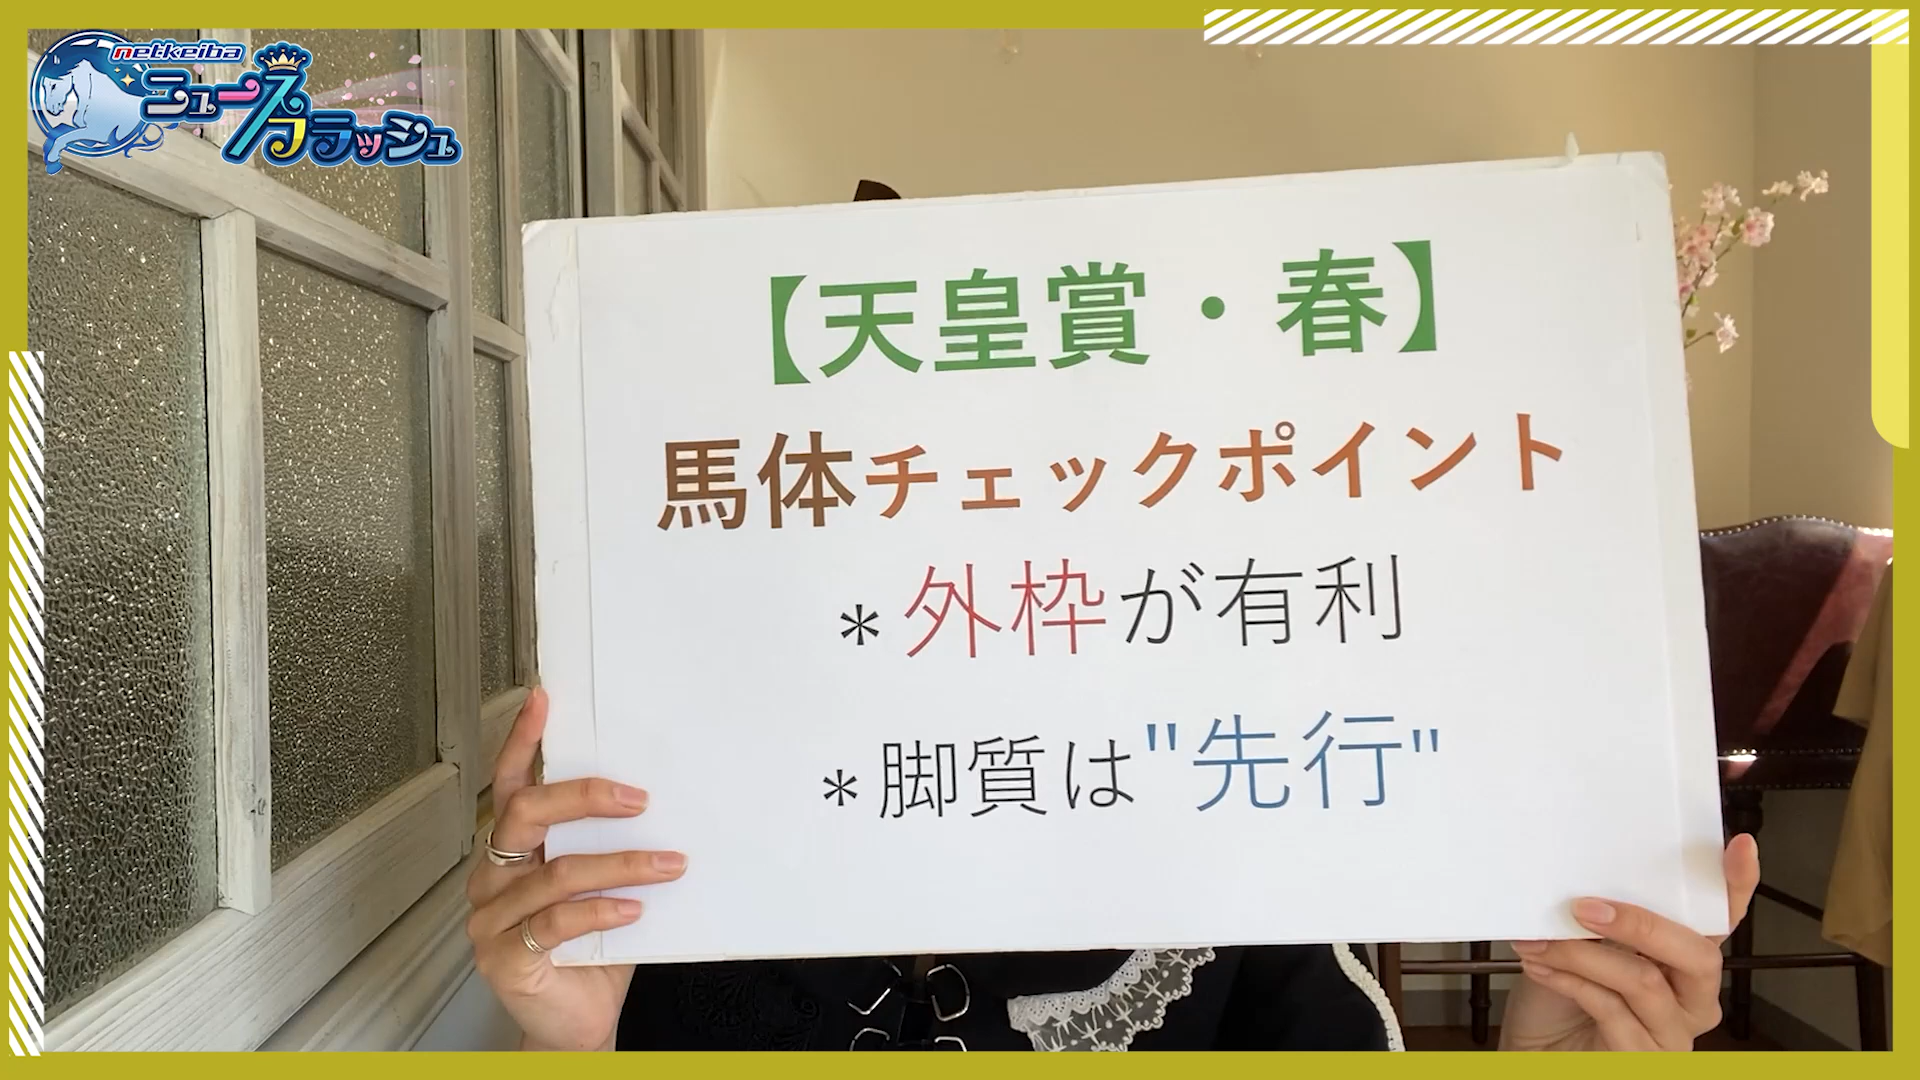 netkeiba
ニュースフラッシュ
【天皇賞・春】
馬体チェックポイント
*外枠が有利
*脚質は"先行"